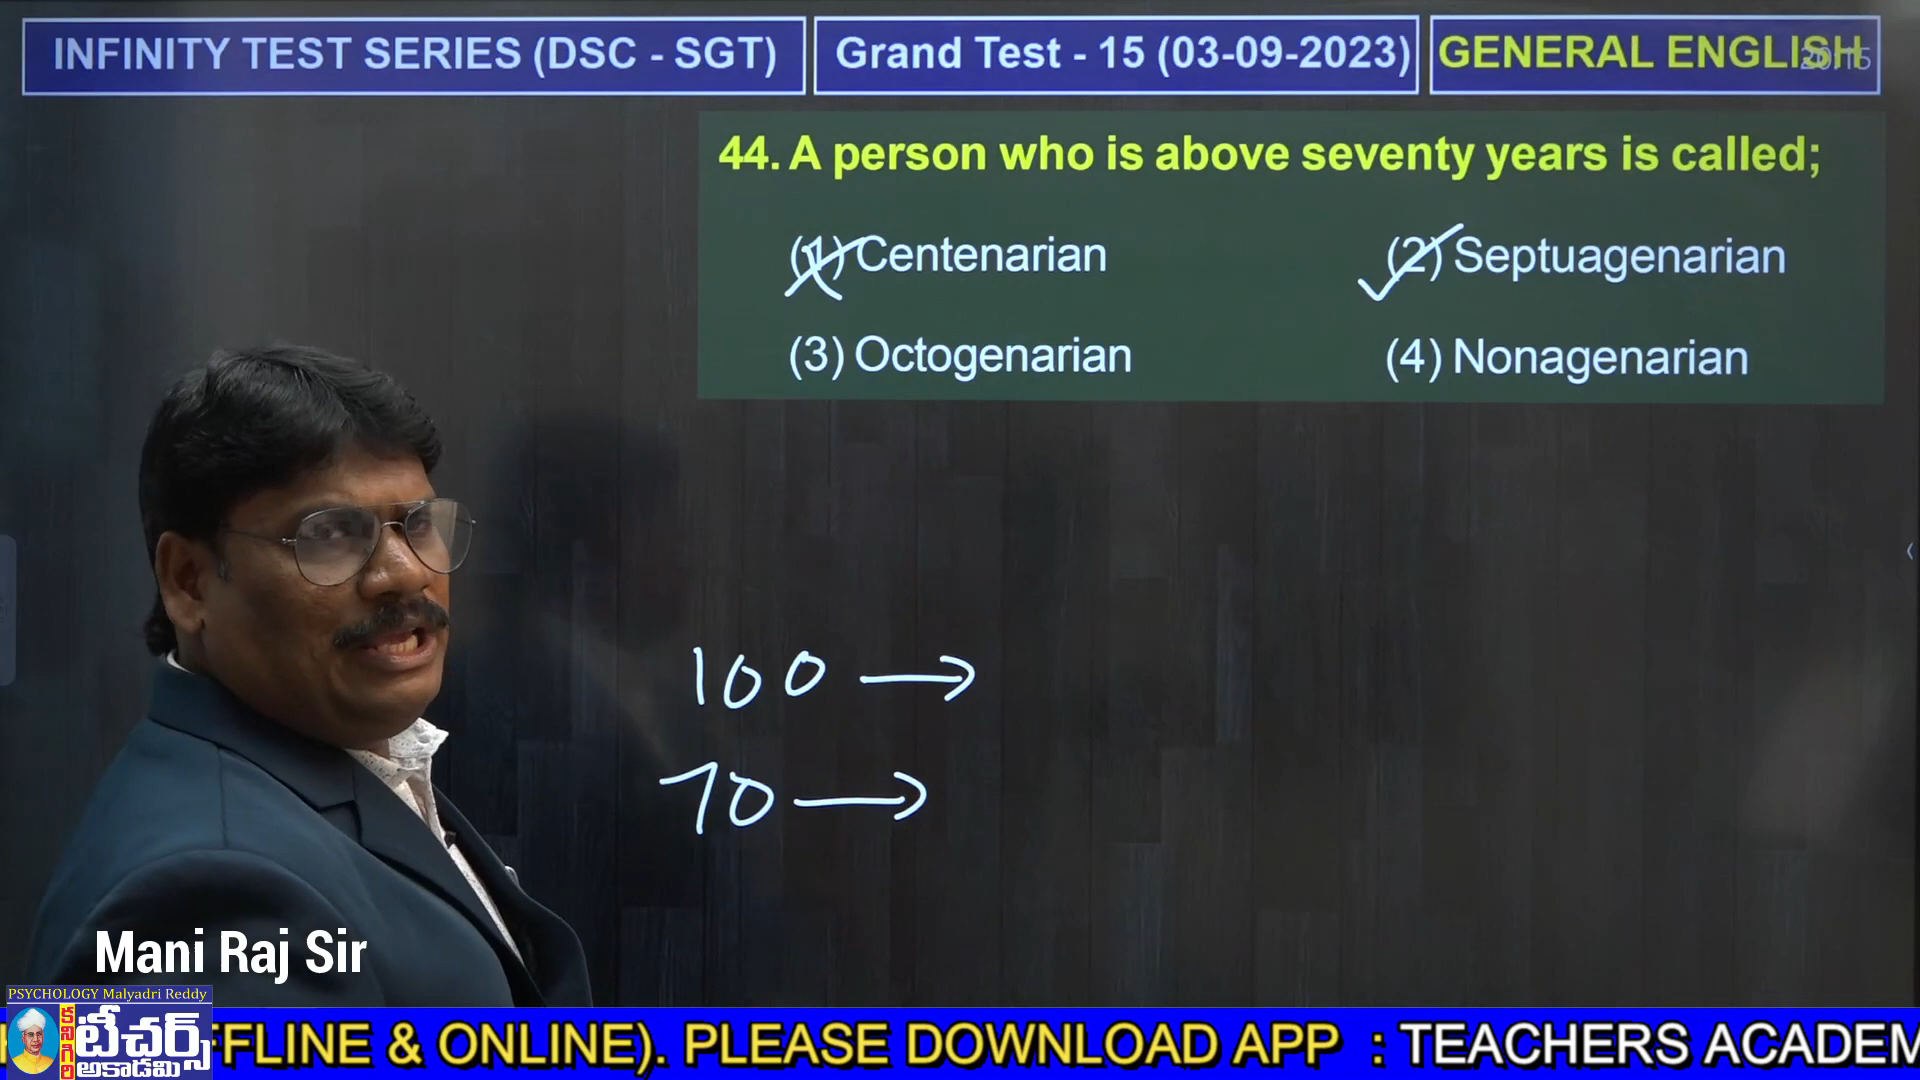 INFINITY TEST SERIES (DSC - SGT)
Grand Test - 15 (03-09-2023)
GENERAL ENGLISH
44. A person who is above seventy years is called;
(1) Centenarian
(2) Septuagenarian
(3) Octogenarian
(4) Nonagenarian
100 →
70 →
Mani Raj Sir
PSYCHOLOGY Malyadri Reddy
కనిగిరి
టీచర్స్
అకాడమి
FFLINE & ONLINE). PLEASE DOWNLOAD APP : TEACHERS ACADEM